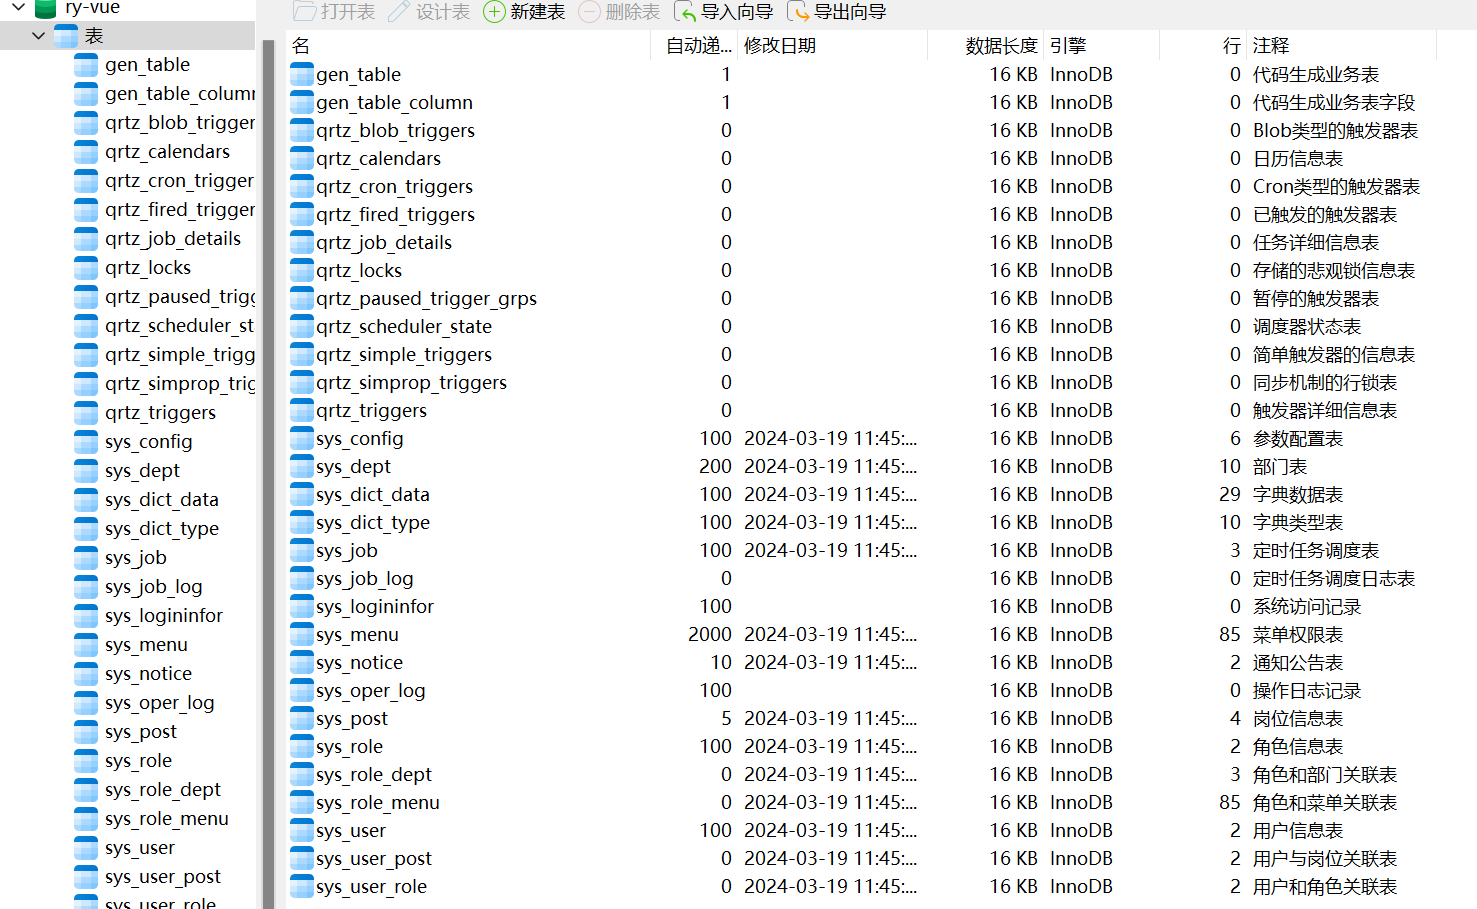 ry-vue
表
gen_table
gen_table_column
qrtz_blob_trigger
qrtz_calendars
qrtz_cron_trigger
qrtz_fired_trigger
qrtz_job_details
qrtz_locks
qrtz_paused_trigg
qrtz_scheduler_st
qrtz_simple_trigg
qrtz_simprop_trig
qrtz_triggers
sys_config
sys_dept
sys_dict_data
sys_dict_type
sys_job
sys_job_log
sys_logininfor
sys_menu
sys_notice
sys_oper_log
sys_post
sys_role
sys_role_dept
sys_role_menu
sys_user
sys_user_post
sys_user_role
打开表 设计表 新建表 删除表 导入向导 导出向导
名 自动递... 修改日期 数据长度 引擎 行 注释
gen_table 1 16 KB InnoDB 0 代码生成业务表
gen_table_column 1 16 KB InnoDB 0 代码生成业务表字段
qrtz_blob_triggers 0 16 KB InnoDB 0 Blob类型的触发器表
qrtz_calendars 0 16 KB InnoDB 0 日历信息表
qrtz_cron_triggers 0 16 KB InnoDB 0 Cron类型的触发器表
qrtz_fired_triggers 0 16 KB InnoDB 0 已触发的触发器表
qrtz_job_details 0 16 KB InnoDB 0 任务详细信息表
qrtz_locks 0 16 KB InnoDB 0 存储的悲观锁信息表
qrtz_paused_trigger_grps 0 16 KB InnoDB 0 暂停的触发器表
qrtz_scheduler_state 0 16 KB InnoDB 0 调度器状态表
qrtz_simple_triggers 0 16 KB InnoDB 0 简单触发器的信息表
qrtz_simprop_triggers 0 16 KB InnoDB 0 同步机制的行锁表
qrtz_triggers 0 16 KB InnoDB 0 触发器详细信息表
sys_config 100 2024-03-19 11:45:... 16 KB InnoDB 6 参数配置表
sys_dept 200 2024-03-19 11:45:... 16 KB InnoDB 10 部门表
sys_dict_data 100 2024-03-19 11:45:... 16 KB InnoDB 29 字典数据表
sys_dict_type 100 2024-03-19 11:45:... 16 KB InnoDB 10 字典类型表
sys_job 100 2024-03-19 11:45:... 16 KB InnoDB 3 定时任务调度表
sys_job_log 0 16 KB InnoDB 0 定时任务调度日志表
sys_logininfor 100 16 KB InnoDB 0 系统访问记录
sys_menu 2000 2024-03-19 11:45:... 16 KB InnoDB 85 菜单权限表
sys_notice 10 2024-03-19 11:45:... 16 KB InnoDB 2 通知公告表
sys_oper_log 100 16 KB InnoDB 0 操作日志记录
sys_post 5 2024-03-19 11:45:... 16 KB InnoDB 4 岗位信息表
sys_role 100 2024-03-19 11:45:... 16 KB InnoDB 2 角色信息表
sys_role_dept 0 2024-03-19 11:45:... 16 KB InnoDB 3 角色和部门关联表
sys_role_menu 0 2024-03-19 11:45:... 16 KB InnoDB 85 角色和菜单关联表
sys_user 100 2024-03-19 11:45:... 16 KB InnoDB 2 用户信息表
sys_user_post 0 2024-03-19 11:45:... 16 KB InnoDB 2 用户与岗位关联表
sys_user_role 0 2024-03-19 11:45:... 16 KB InnoDB 2 用户和角色关联表